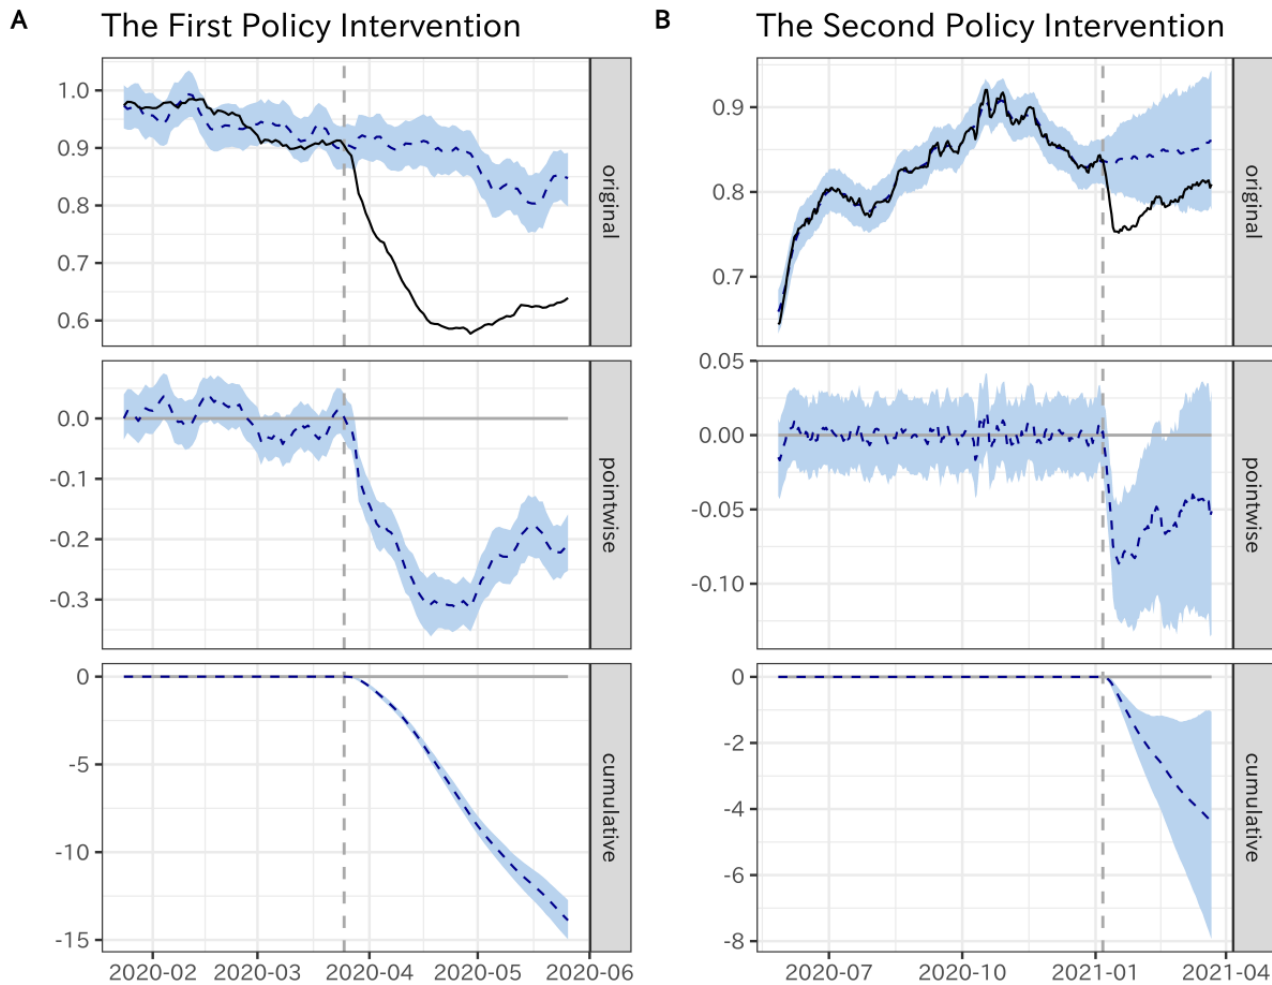 A The First Policy Intervention
1.0
0.9
0.8
0.7
0.6
original
0.0
-0.1
-0.2
-0.3
pointwise
0
-5
-10
-15
cumulative
2020-02 2020-03 2020-04 2020-05 2020-06
B The Second Policy Intervention
0.9
0.8
0.7
original
0.05
0.00
-0.05
-0.10
pointwise
0
-2
-4
-6
-8
cumulative
2020-07 2020-10 2021-01 2021-04